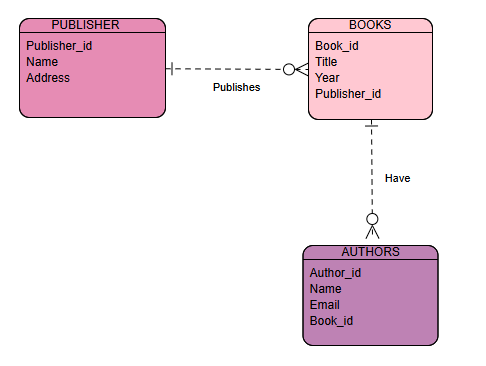 PUBLISHER
Publisher_id
Name
Address
Publishes
BOOKS
Book_id
Title
Year
Publisher_id
Have
AUTHORS
Author_id
Name
Email
Book_id